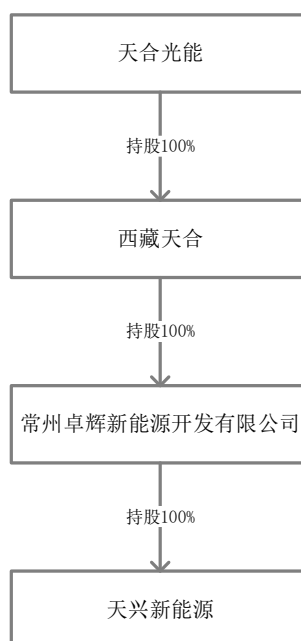 天合光能
持股100%
西藏天合
持股100%
常州卓辉新能源开发有限公司
持股100%
天兴新能源